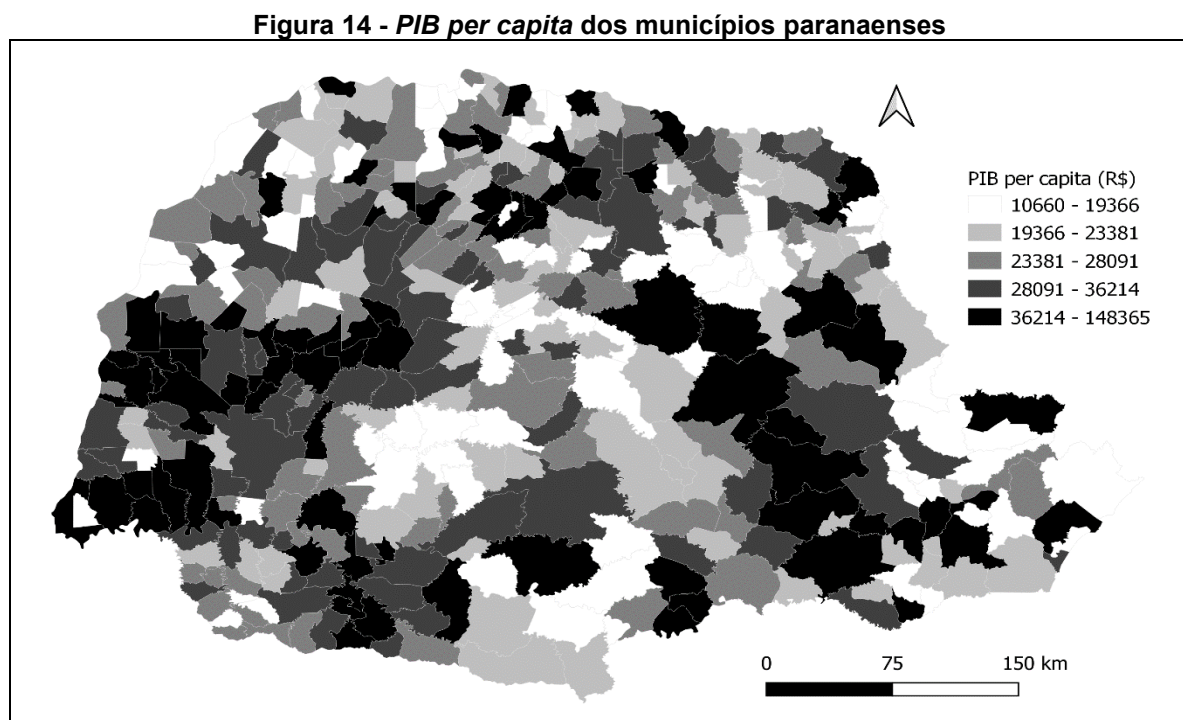 Figura 14 - PIB per capita dos municípios paranaenses
PIB per capita (R$)
10660 - 19366
19366 - 23381
23381 - 28091
28091 - 36214
36214 - 148365
0 75 150 km